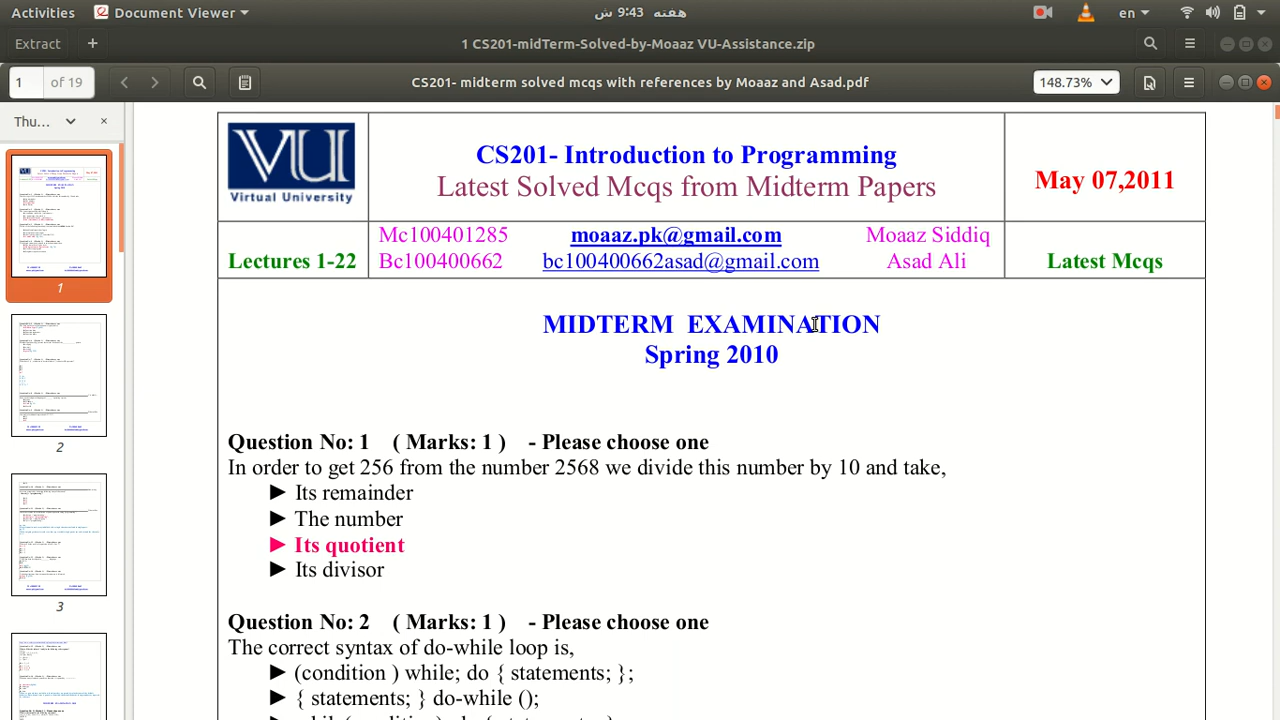 Activities Document Viewer هفته 9:43 ش en
Extract 1 CS201-midTerm-Solved-by-Moaaz VU-Assistance.zip
1 of 19 CS201- midterm solved mcqs with references by Moaaz and Asad.pdf 148.73%
Thu...
1
2
3
VU
Virtual University
CS201- Introduction to Programming
Latest Solved Mcqs from Midterm Papers
May 07,2011
Lectures 1-22
Mc100401285 moaaz.pk@gmail.com Moaaz Siddiq
Bc100400662 bc100400662asad@gmail.com Asad Ali
Latest Mcqs
MIDTERM EXAMINATION
Spring 2010
Question No: 1 ( Marks: 1 ) - Please choose one
In order to get 256 from the number 2568 we divide this number by 10 and take,
► Its remainder
► The number
► Its quotient
► Its divisor
Question No: 2 ( Marks: 1 ) - Please choose one
The correct syntax of do-while loop is,
► (condition ) while; do { statements; };
► { statements; } do-while ();